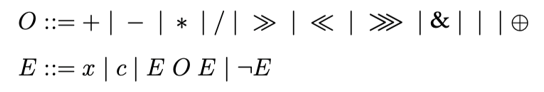 O ::= + | − | ∗ | / | ≫ | ≪ | ⋙ | & | | | ⊕
E ::= x | c | E O E | ¬E